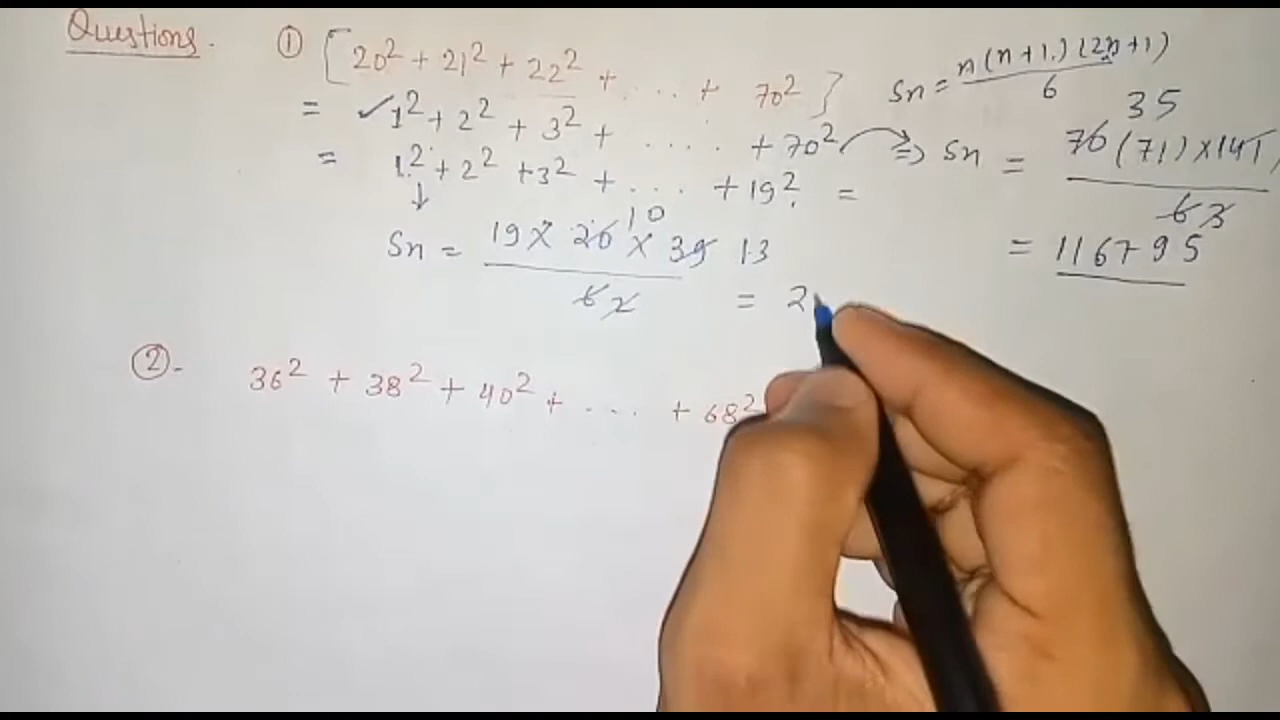 Questions. ① [20² + 21² + 22² + .... + 70² } Sn = n(n+1)(2n+1)/6
= ✓1² + 2² + 3² + .... + 70² ⇒ Sn = 35 70(71)×141/6 3
= 1² + 2² + 3² + .... + 19² = = 116795
↓
Sn = 19 × 20 10 × 39 13/6 2 = 2
②. 36² + 38² + 40² + .... + 68²